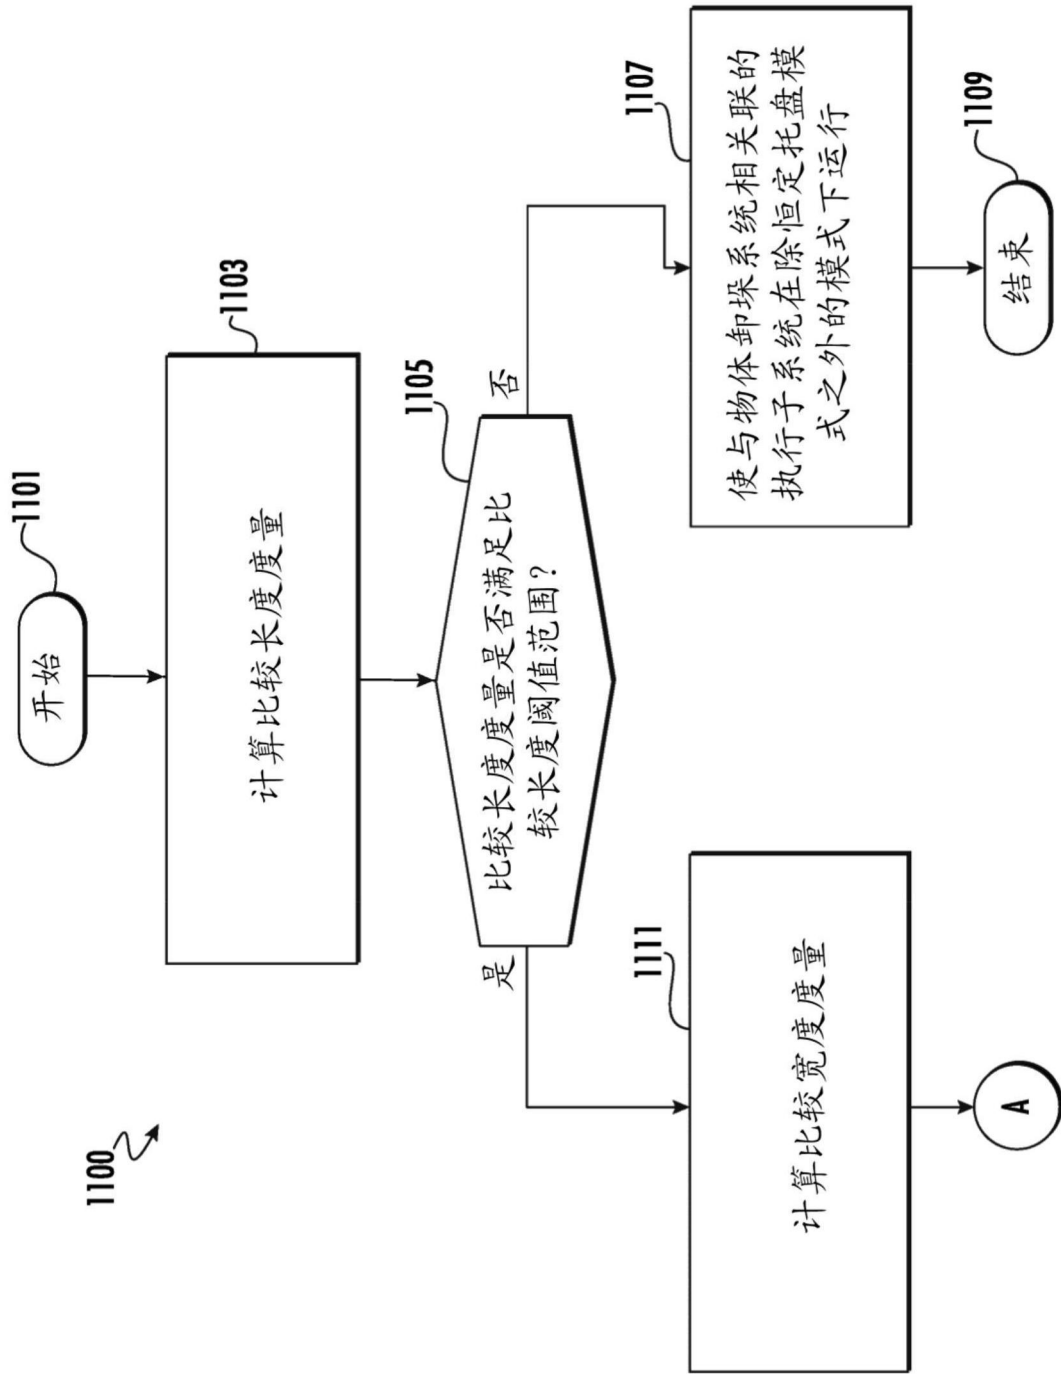 1100
1101
开始
1103
计算比较长度度量
1105
比较长度度量是否满足比
较长度阈值范围?
是
否
1111
计算比较宽度度量
A
1107
使与物体卸垛系统相关联的
执行子系统在除恒定托盘模
式之外的模式下运行
1109
结束